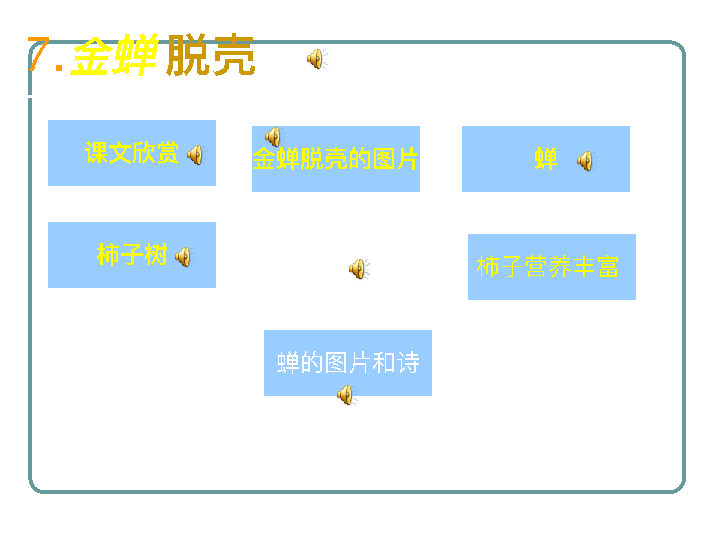 7.金蝉脱壳
课文欣赏
金蝉脱壳的图片
蝉
柿子树
柿子营养丰富
蝉的图片和诗